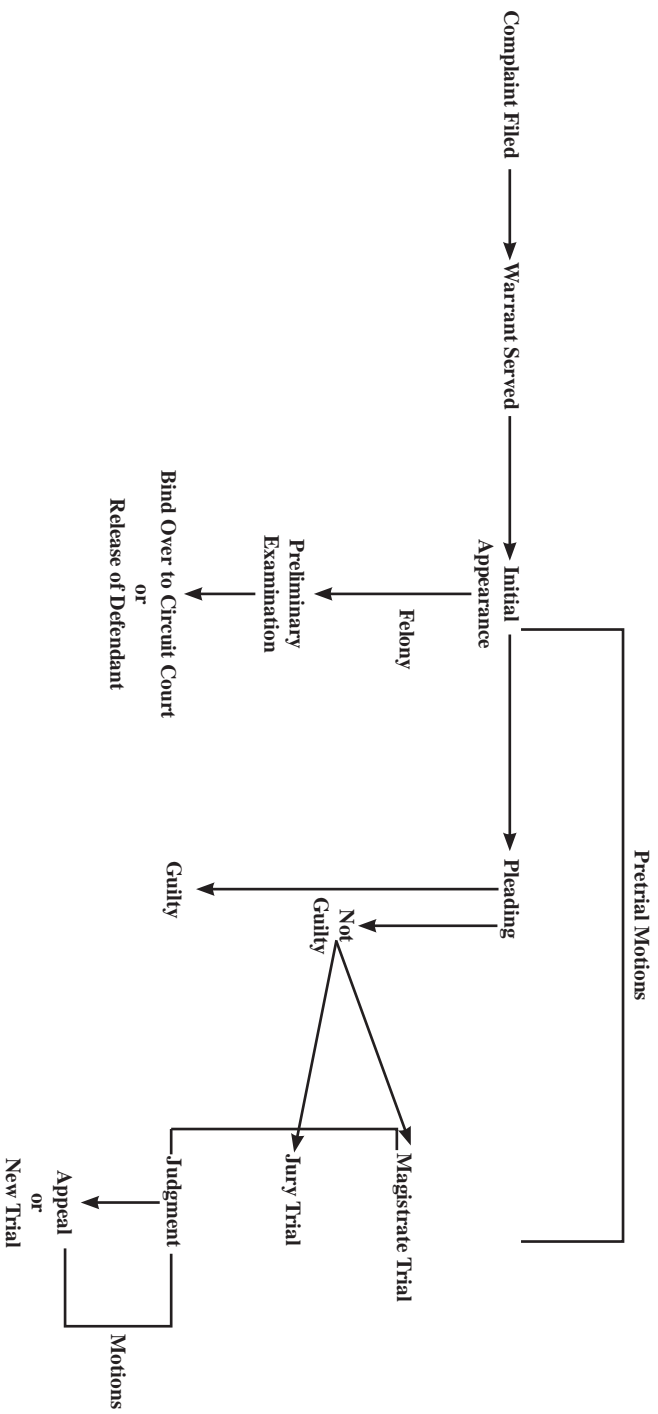 Pretrial Motions
Complaint Filed
Warrant Served
Initial
Appearance
Pleading
Felony
Preliminary
Examination
Bind Over to Circuit Court
or
Release of Defendant
Not
Guilty
Guilty
Magistrate Trial
Jury Trial
Judgment
Motions
Appeal
or
New Trial